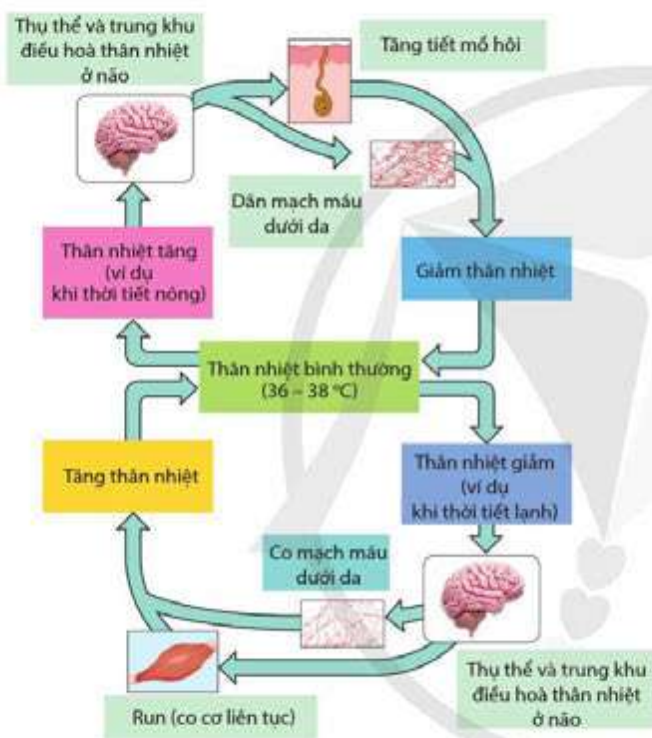 Thụ thể và trung khu
điều hoà thân nhiệt
ở não
Tăng tiết mồ hôi
Dãn mạch máu
dưới da
Thân nhiệt tăng
(ví dụ
khi thời tiết nóng)
Giảm thân nhiệt
Thân nhiệt bình thường
(36 – 38 °C)
Tăng thân nhiệt
Thân nhiệt giảm
(ví dụ
khi thời tiết lạnh)
Co mạch máu
dưới da
Run (co cơ liên tục)
Thụ thể và trung khu
điều hoà thân nhiệt
ở não